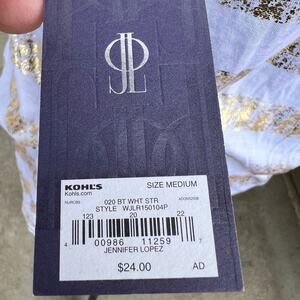 JL
KOHL'S SIZE MEDIUM
Kohls.com
020 BT WHT STR
STYLE WJLR150104P
123 20 22
4 00986 11259 7
JENNIFER LOPEZ
$24.00 AD